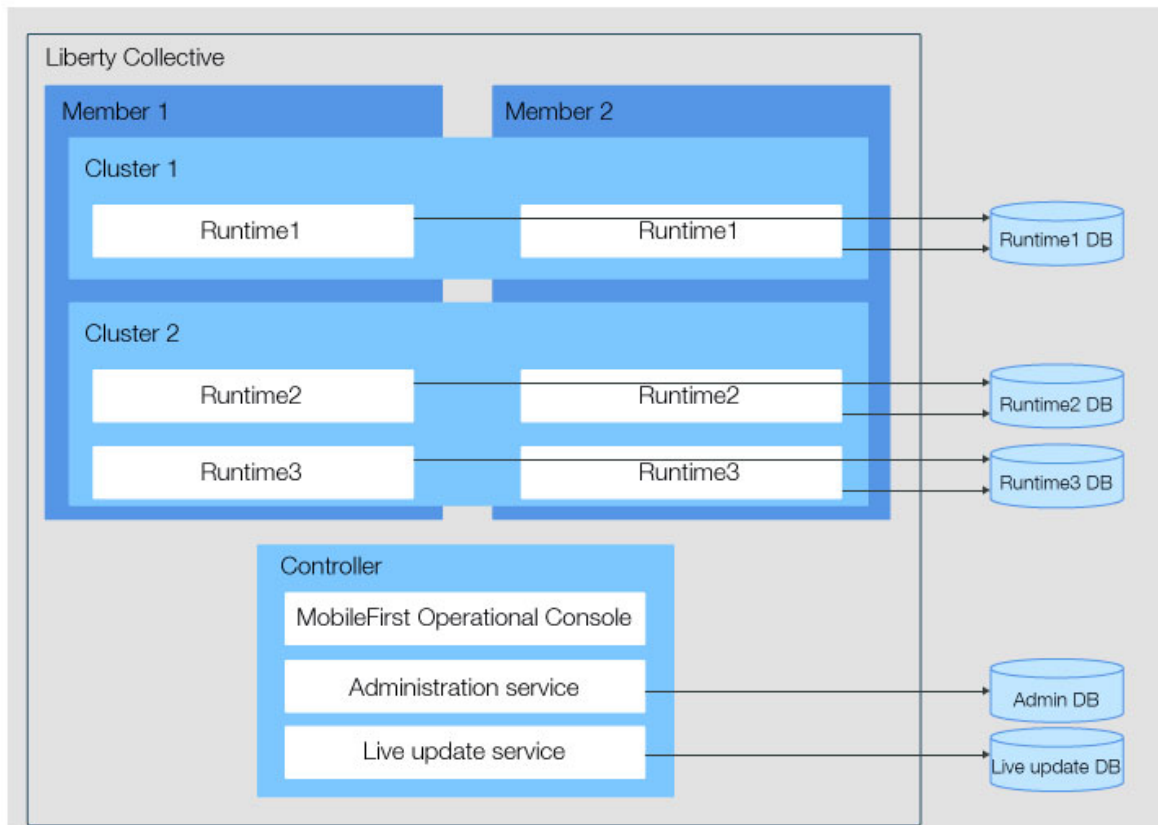 Liberty Collective
Member 1
Member 2
Cluster 1
Runtime1
Runtime1
Runtime1 DB
Cluster 2
Runtime2
Runtime2
Runtime2 DB
Runtime3
Runtime3
Runtime3 DB
Controller
MobileFirst Operational Console
Administration service
Admin DB
Live update service
Live update DB